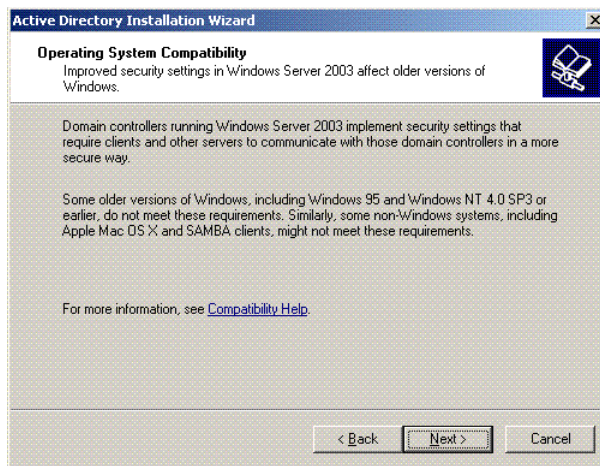 Active Directory Installation Wizard
Operating System Compatibility
Improved security settings in Windows Server 2003 affect older versions of
Windows.
Domain controllers running Windows Server 2003 implement security settings that
require clients and other servers to communicate with those domain controllers in a more
secure way.
Some older versions of Windows, including Windows 95 and Windows NT 4.0 SP3 or
earlier, do not meet these requirements. Similarly, some non-Windows systems, including
Apple Mac OS X and SAMBA clients, might not meet these requirements.
For more information, see Compatibility Help.
< Back Next > Cancel